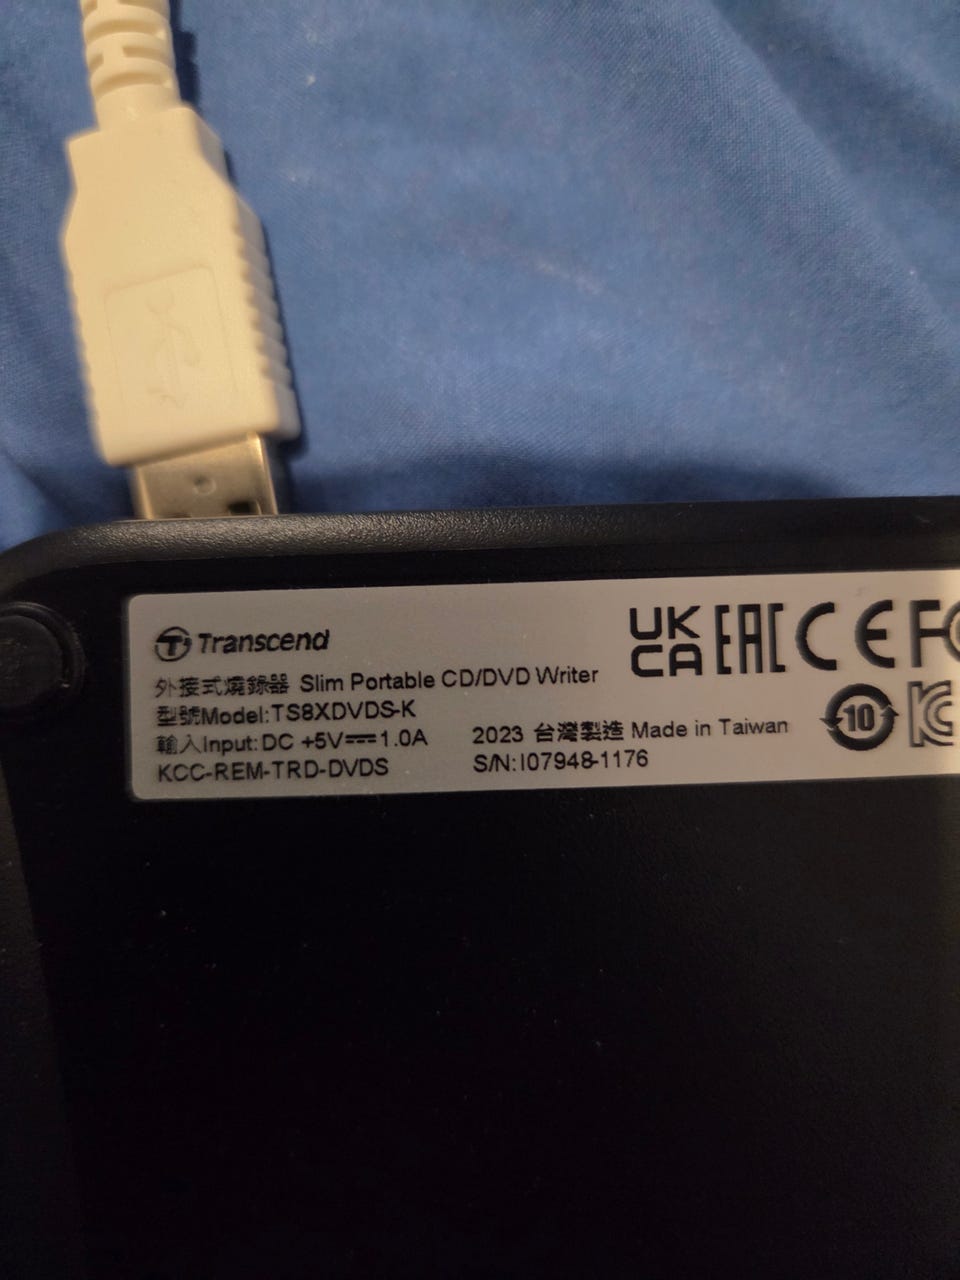 Transcend
外接式燒錄器 Slim Portable CD/DVD Writer
型號Model:TS8XDVDS-K
輸入Input:DC +5V⎓1.0A
KCC-REM-TRD-DVDS
2023 台灣製造 Made in Taiwan
S/N:I07948-1176
UK
CA
EAC
CE
FC
10